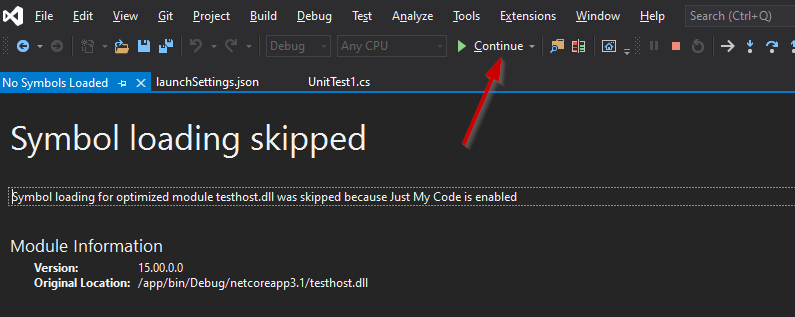 File Edit View Git Project Build Debug Test Analyze Tools Extensions Window Help Search (Ctrl+Q)
Debug Any CPU Continue
No Symbols Loaded launchSettings.json UnitTest1.cs
Symbol loading skipped
Symbol loading for optimized module testhost.dll was skipped because Just My Code is enabled
Module Information
Version: 15.00.0.0
Original Location: /app/bin/Debug/netcoreapp3.1/testhost.dll